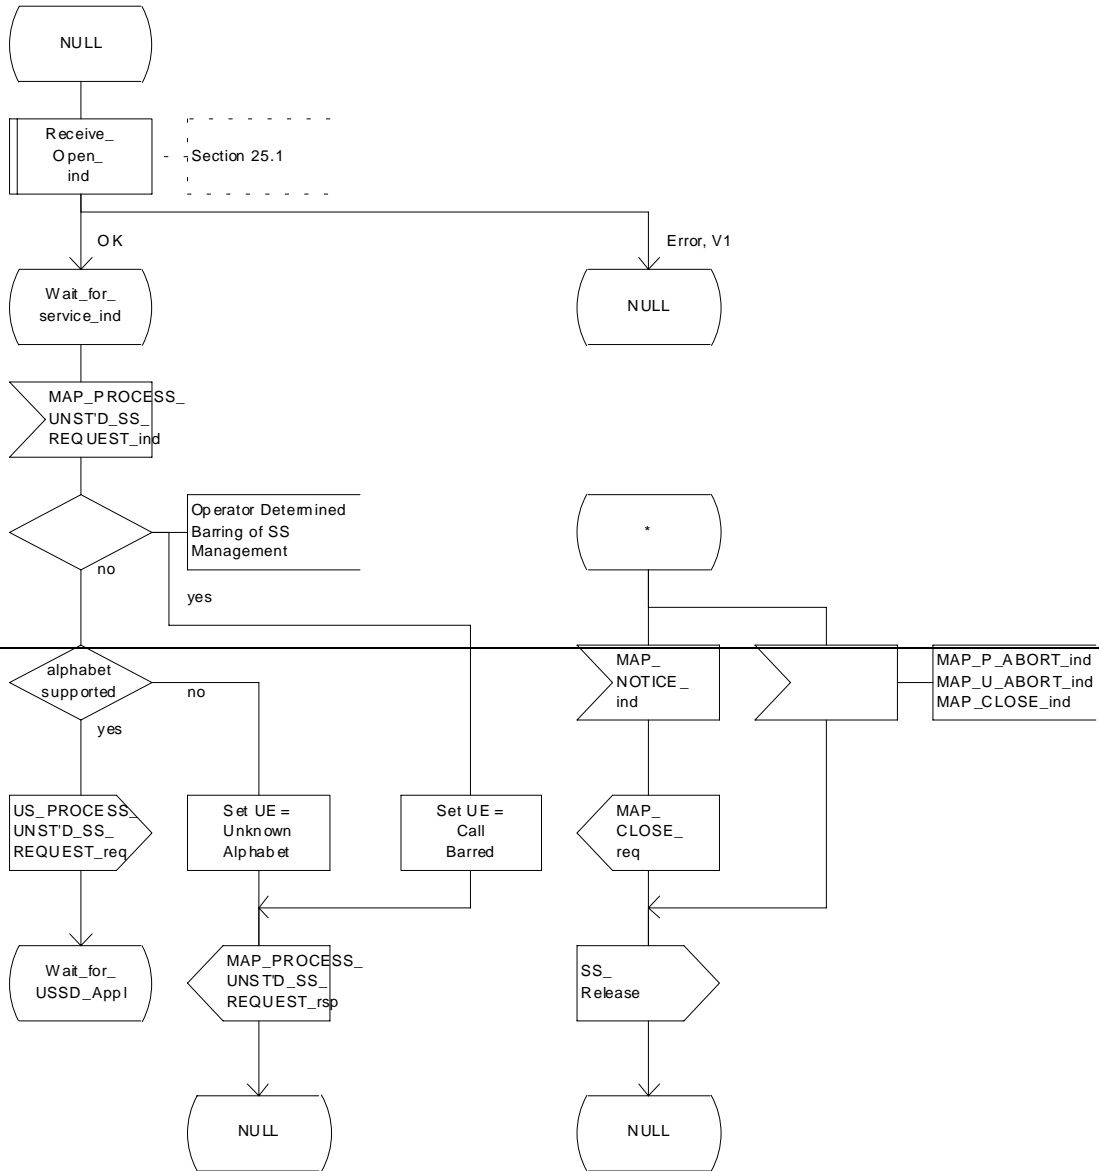 NULL
Receive_
Open_
ind
Section 25.1
OK
Error, V1
Wait_for_
service_ind
NULL
MAP_PROCESS_
UNST'D_SS_
REQUEST_ind
Operator Determined
Barring of SS
Management
*
no
yes
alphabet
supported
no
yes
MAP_
NOTICE_
ind
MAP_P_ABORT_ind
MAP_U_ABORT_ind
MAP_CLOSE_ind
US_PROCESS_
UNST'D_SS_
REQUEST_req
Set UE =
Unknown
Alphabet
Set UE =
Call
Barred
MAP_
CLOSE_
req
Wait_for_
USSD_Appl
MAP_PROCESS_
UNST'D_SS_
REQUEST_rsp
SS_
Release
NULL
NULL